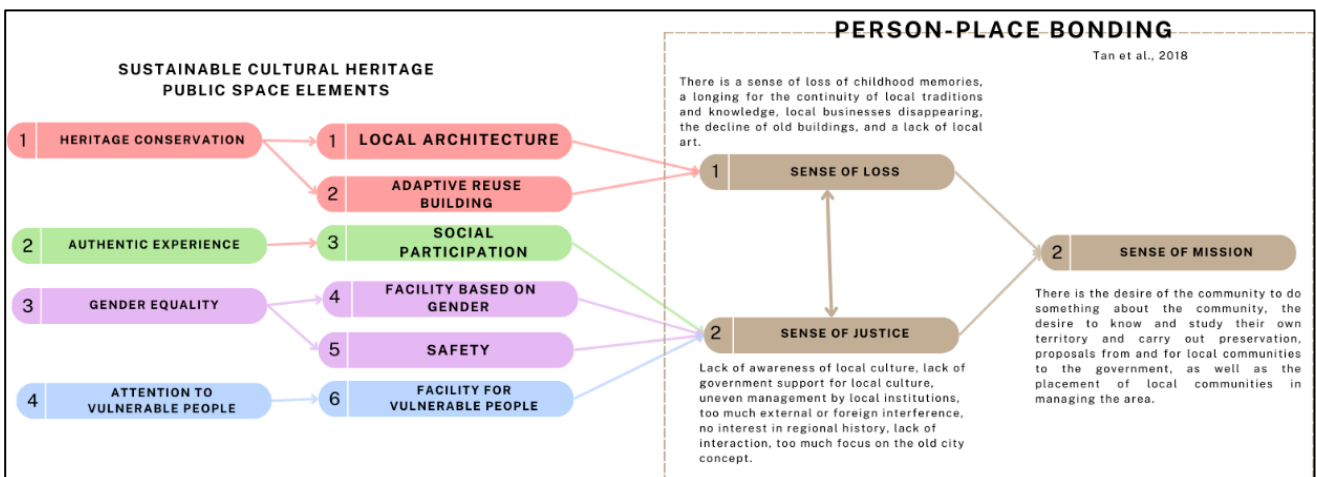 PERSON-PLACE BONDING
Tan et al., 2018
SUSTAINABLE CULTURAL HERITAGE
PUBLIC SPACE ELEMENTS
There is a sense of loss of childhood memories,
a longing for the continuity of local traditions
and knowledge, local businesses disappearing,
the decline of old buildings, and a lack of local
art.
1 HERITAGE CONSERVATION
1 LOCAL ARCHITECTURE
2 ADAPTIVE REUSE
BUILDING
1 SENSE OF LOSS
2 AUTHENTIC EXPERIENCE
3 SOCIAL
PARTICIPATION
2 SENSE OF MISSION
3 GENDER EQUALITY
4 FACILITY BASED ON
GENDER
5 SAFETY
2 SENSE OF JUSTICE
There is the desire of the community to do
something about the community, the
desire to know and study their own
territory and carry out preservation,
proposals from and for local communities
to the government, as well as the
placement of local communities in
managing the area.
4 ATTENTION TO
VULNERABLE PEOPLE
6 FACILITY FOR
VULNERABLE PEOPLE
Lack of awareness of local culture, lack of
government support for local culture,
uneven management by local institutions,
too much external or foreign interference,
no interest in regional history, lack of
interaction, too much focus on the old city
concept.